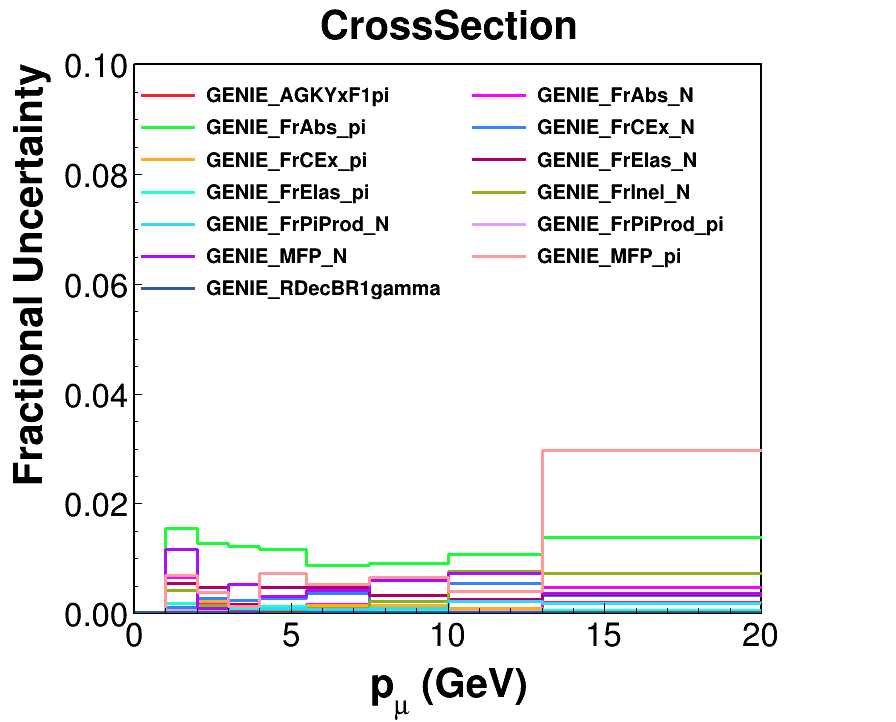 CrossSection
Fractional Uncertainty
0.10
0.08
0.06
0.04
0.02
0.00
GENIE_AGKYxF1pi
GENIE_FrAbs_pi
GENIE_FrCEx_pi
GENIE_FrElas_pi
GENIE_FrPiProd_N
GENIE_MFP_N
GENIE_RDecBR1gamma
GENIE_FrAbs_N
GENIE_FrCEx_N
GENIE_FrElas_N
GENIE_FrInel_N
GENIE_FrPiProd_pi
GENIE_MFP_pi
0 5 10 15 20
pμ (GeV)